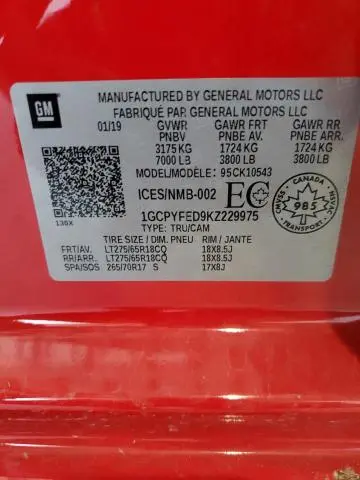 GM
MANUFACTURED BY GENERAL MOTORS LLC
FABRIQUÉ PAR GENERAL MOTORS LLC
01/19 GVWR GAWR FRT GAWR RR
PNBV PNBE AV. PNBE ARR.
3175 KG 1724 KG 1724 KG
7000 LB 3800 LB 3800 LB
MODEL/MODÈLE: 95CK10543
ICES/NMB-002 EC
1GCPYFED9KZ229975
TYPE: TRU/CAM
130X
TIRE SIZE / DIM. PNEU RIM / JANTE
FRT/AV. LT275/65R18CQ 18X8.5J
RR/ARR. LT275/65R18CQ 18X8.5J
SPA/SOS 265/70R17 S 17X8J
CANADA
CMVSS
NSVAC
985
TRANSPORT